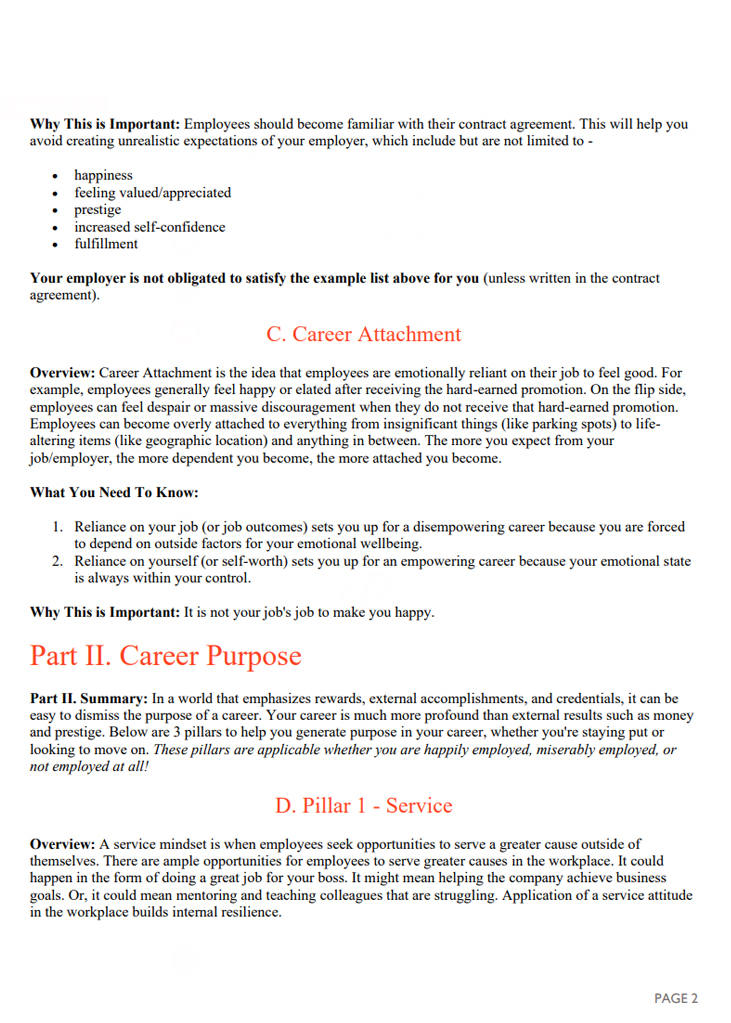 Why This is Important: Employees should become familiar with their contract agreement. This will help you
avoid creating unrealistic expectations of your employer, which include but are not limited to -
• happiness
• feeling valued/appreciated
• prestige
• increased self-confidence
• fulfillment
Your employer is not obligated to satisfy the example list above for you (unless written in the contract
agreement).
C. Career Attachment
Overview: Career Attachment is the idea that employees are emotionally reliant on their job to feel good. For
example, employees generally feel happy or elated after receiving the hard-earned promotion. On the flip side,
employees can feel despair or massive discouragement when they do not receive that hard-earned promotion.
Employees can become overly attached to everything from insignificant things (like parking spots) to life-
altering items (like geographic location) and anything in between. The more you expect from your
job/employer, the more dependent you become, the more attached you become.
What You Need To Know:
1. Reliance on your job (or job outcomes) sets you up for a disempowering career because you are forced
to depend on outside factors for your emotional wellbeing.
2. Reliance on yourself (or self-worth) sets you up for an empowering career because your emotional state
is always within your control.
Why This is Important: It is not your job's job to make you happy.
Part II. Career Purpose
Part II. Summary: In a world that emphasizes rewards, external accomplishments, and credentials, it can be
easy to dismiss the purpose of a career. Your career is much more profound than external results such as money
and prestige. Below are 3 pillars to help you generate purpose in your career, whether you're staying put or
looking to move on. These pillars are applicable whether you are happily employed, miserably employed, or
not employed at all!
D. Pillar 1 - Service
Overview: A service mindset is when employees seek opportunities to serve a greater cause outside of
themselves. There are ample opportunities for employees to serve greater causes in the workplace. It could
happen in the form of doing a great job for your boss. It might mean helping the company achieve business
goals. Or, it could mean mentoring and teaching colleagues that are struggling. Application of a service attitude
in the workplace builds internal resilience.
PAGE 2